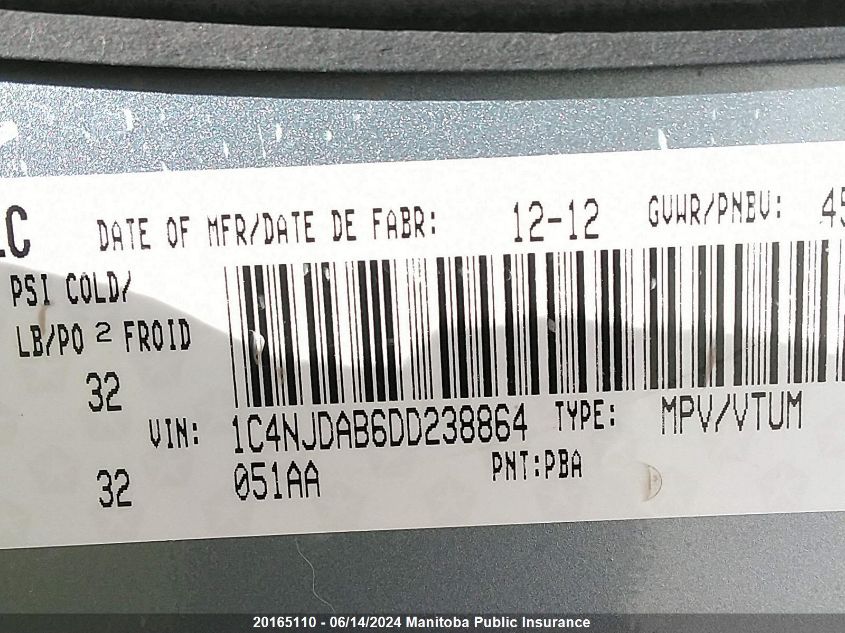 LC DATE OF MFR/DATE DE FABR: 12-12 GVWR/PNBV: 45
PSI COLD/
LB/PO 2 FROID
32
VIN: 1C4NJDAB6DD238864 TYPE: MPV/VTUM
32 051AA PNT:PBA
20165110 - 06/14/2024 Manitoba Public Insurance